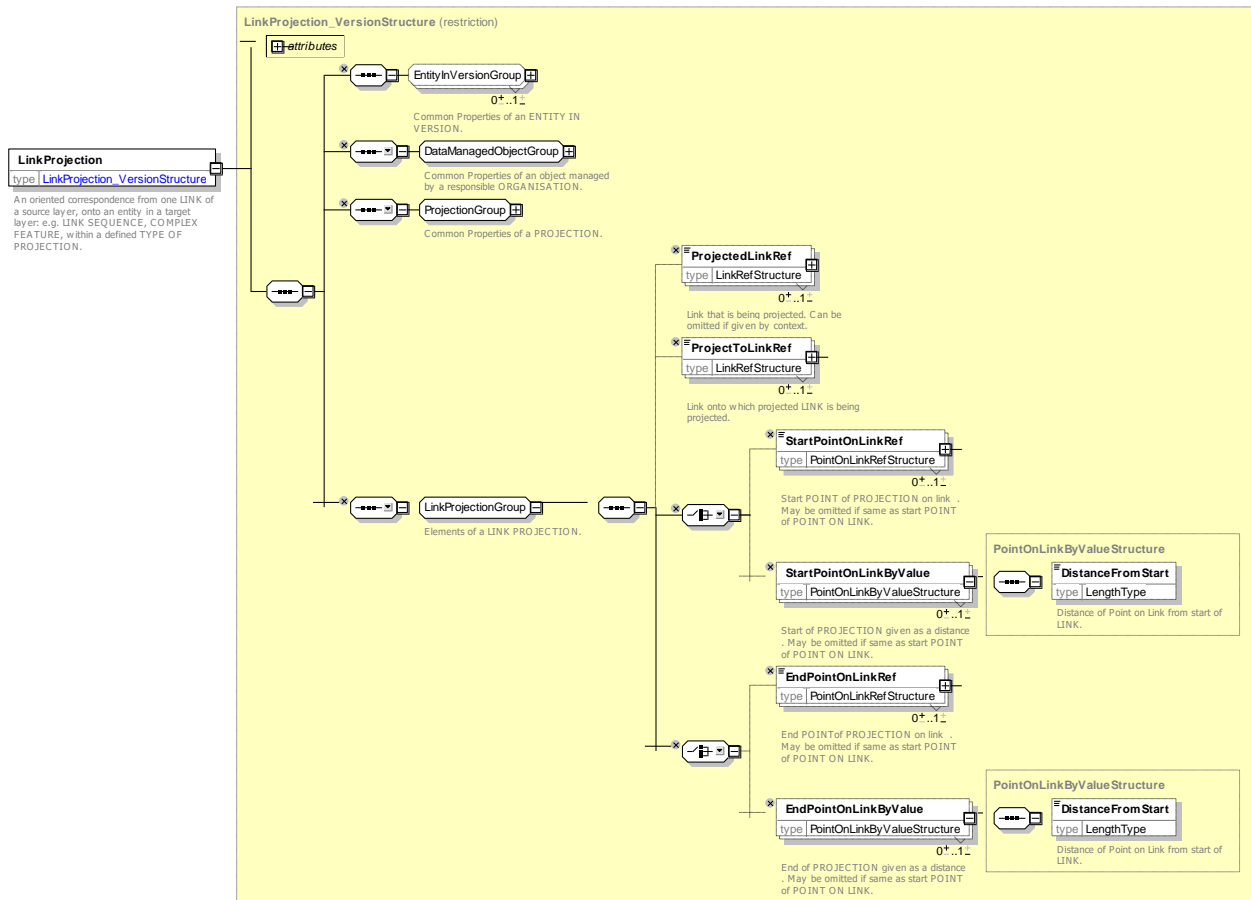 LinkProjection_VersionStructure (restriction)
attributes
EntityInVersionGroup
0..1
Common Properties of an ENTITY IN
VERSION.
DataManagedObjectGroup
Common Properties of an object managed
by a responsible ORGANISATION.
LinkProjection
type LinkProjection_VersionStructure
An oriented correspondence from one LINK of
a source layer, onto an entity in a target
layer: e.g. LINK SEQUENCE, COMPLEX
FEATURE, within a defined TYPE OF
PROJECTION.
ProjectionGroup
Common Properties of a PROJECTION.
ProjectedLinkRef
type LinkRefStructure
0..1
Link that is being projected. Can be
omitted if given by context.
ProjectToLinkRef
type LinkRefStructure
0..1
Link onto which projected LINK is being
projected.
LinkProjectionGroup
Elements of a LINK PROJECTION.
StartPointOnLinkRef
type PointOnLinkRefStructure
0..1
Start POINT of PROJECTION on link .
May be omitted if same as start POINT
of POINT ON LINK.
StartPointOnLinkByValue
type PointOnLinkByValueStructure
0..1
Start of PROJECTION given as a distance
. May be omitted if same as start POINT
of POINT ON LINK.
PointOnLinkByValueStructure
DistanceFromStart
type LengthType
Distance of Point on Link from start of
LINK.
EndPointOnLinkRef
type PointOnLinkRefStructure
0..1
End POINTof PROJECTION on link .
May be omitted if same as start POINT
of POINT ON LINK.
EndPointOnLinkByValue
type PointOnLinkByValueStructure
0..1
End of PROJECTION given as a distance
. May be omitted if same as start POINT
of POINT ON LINK.
PointOnLinkByValueStructure
DistanceFromStart
type LengthType
Distance of Point on Link from start of
LINK.